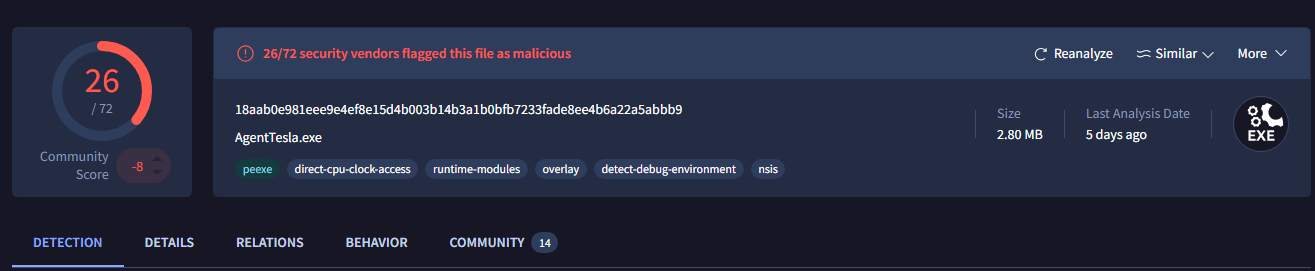 26
/ 72
Community
Score
-8
26/72 security vendors flagged this file as malicious
Reanalyze
Similar
More
18aab0e981eee9e4ef8e15d4b003b14b3a1b0bfb7233fade8ee4b6a22a5abbb9
AgentTesla.exe
peexe
direct-cpu-clock-access
runtime-modules
overlay
detect-debug-environment
nsis
Size
2.80 MB
Last Analysis Date
5 days ago
EXE
DETECTION
DETAILS
RELATIONS
BEHAVIOR
COMMUNITY
14